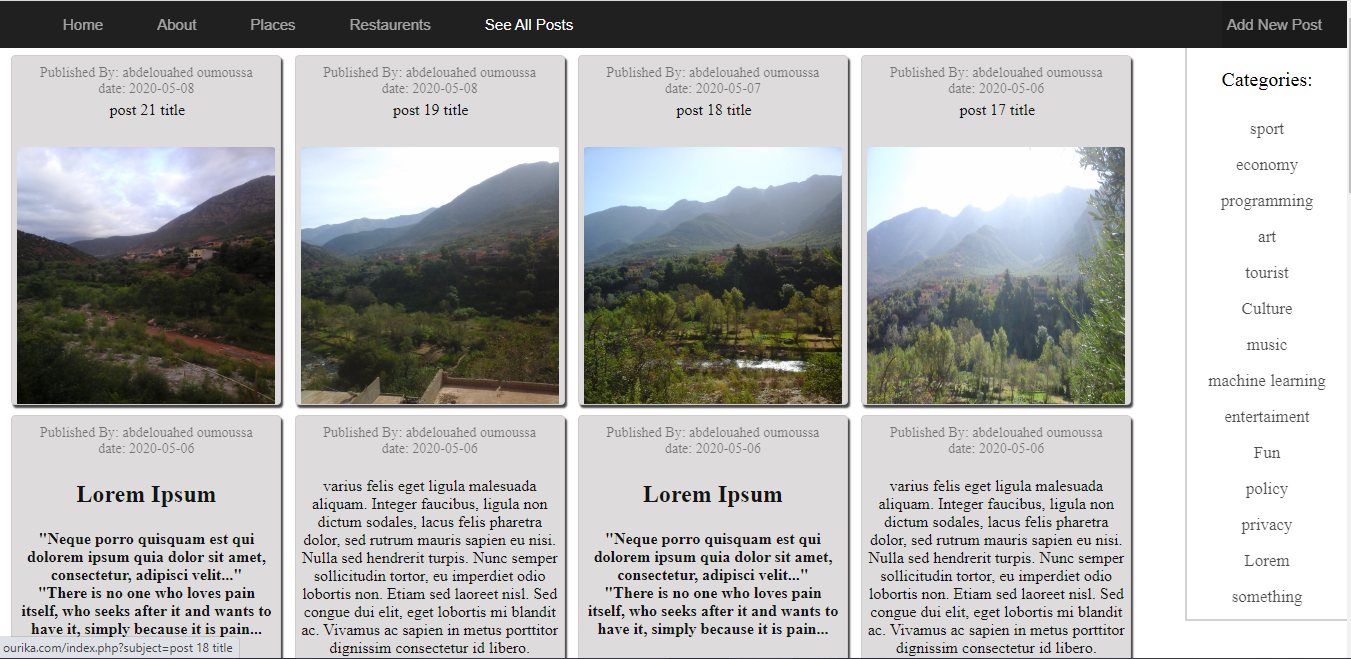 Home About Places Restaurents See All Posts Add New Post
Published By: abdelouahed oumoussa
date: 2020-05-08
post 21 title
Published By: abdelouahed oumoussa
date: 2020-05-08
post 19 title
Published By: abdelouahed oumoussa
date: 2020-05-07
post 18 title
Published By: abdelouahed oumoussa
date: 2020-05-06
post 17 title
Published By: abdelouahed oumoussa
date: 2020-05-06
Lorem Ipsum
"Neque porro quisquam est qui
dolorem ipsum quia dolor sit amet,
consectetur, adipisci velit..."
"There is no one who loves pain
itself, who seeks after it and wants to
have it, simply because it is pain...
Published By: abdelouahed oumoussa
date: 2020-05-06
varius felis eget ligula malesuada
aliquam. Integer faucibus, ligula non
dictum sodales, lacus felis pharetra
dolor, sed rutrum mauris sapien eu nisi.
Nulla sed hendrerit turpis. Nunc semper
sollicitudin tortor, eu imperdiet odio
lobortis non. Etiam sed laoreet nisl. Sed
congue dui elit, eget lobortis mi blandit
ac. Vivamus ac sapien in metus porttitor
dignissim consectetur id libero.
Published By: abdelouahed oumoussa
date: 2020-05-06
Lorem Ipsum
"Neque porro quisquam est qui
dolorem ipsum quia dolor sit amet,
consectetur, adipisci velit..."
"There is no one who loves pain
itself, who seeks after it and wants to
have it, simply because it is pain...
Published By: abdelouahed oumoussa
date: 2020-05-06
varius felis eget ligula malesuada
aliquam. Integer faucibus, ligula non
dictum sodales, lacus felis pharetra
dolor, sed rutrum mauris sapien eu nisi.
Nulla sed hendrerit turpis. Nunc semper
sollicitudin tortor, eu imperdiet odio
lobortis non. Etiam sed laoreet nisl. Sed
congue dui elit, eget lobortis mi blandit
ac. Vivamus ac sapien in metus porttitor
dignissim consectetur id libero.
Categories:
sport
economy
programming
art
tourist
Culture
music
machine learning
entertaiment
Fun
policy
privacy
Lorem
something
ourika.com/index.php?subject=post 18 title